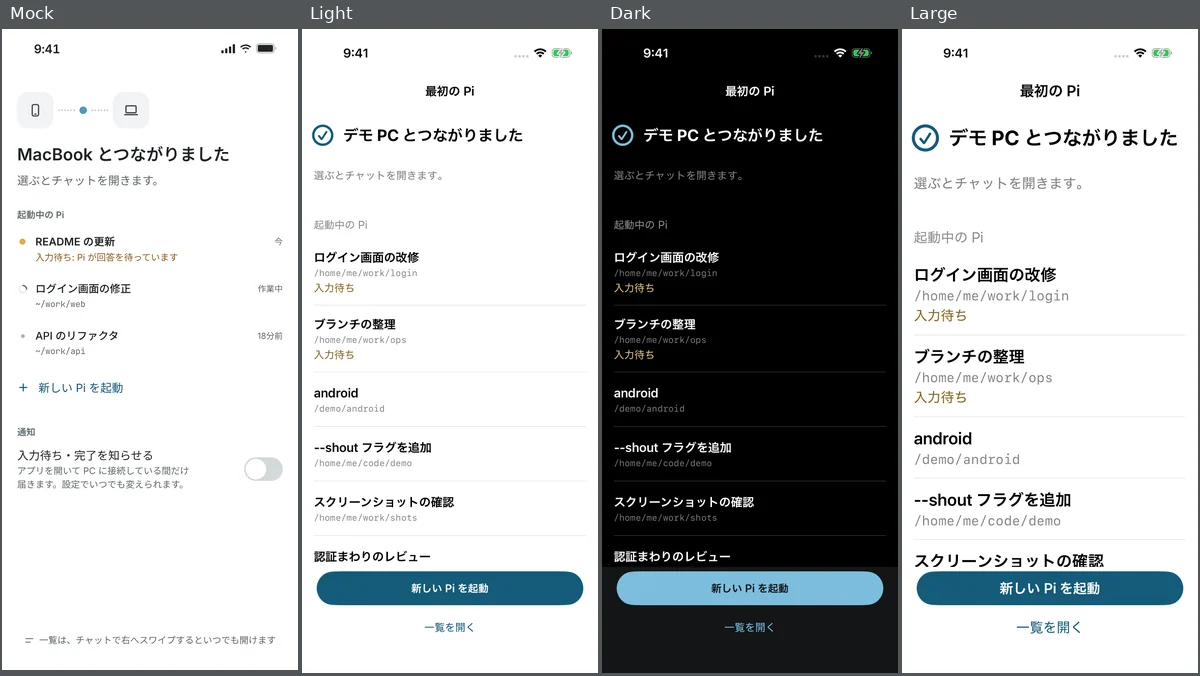 Mock
9:41
MacBook とつながりました
選ぶとチャットを開きます。
起動中の Pi
README の更新
今
入力待ち: Pi が回答を待っています
ログイン画面の修正
作業中
~/work/web
API のリファクタ
18分前
~/work/api
+ 新しい Pi を起動
通知
入力待ち・完了を知らせる
アプリを開いて PC に接続している間だけ
届きます。設定でいつでも変えられます。
一覧は、チャットで右へスワイプするといつでも開けます
Light
9:41
最初の Pi
デモ PC とつながりました
選ぶとチャットを開きます。
起動中の Pi
ログイン画面の改修
/home/me/work/login
入力待ち
ブランチの整理
/home/me/work/ops
入力待ち
android
/demo/android
--shout フラグを追加
/home/me/code/demo
スクリーンショットの確認
/home/me/work/shots
認証まわりのレビュー
新しい Pi を起動
一覧を開く
Dark
9:41
最初の Pi
デモ PC とつながりました
選ぶとチャットを開きます。
起動中の Pi
ログイン画面の改修
/home/me/work/login
入力待ち
ブランチの整理
/home/me/work/ops
入力待ち
android
/demo/android
--shout フラグを追加
/home/me/code/demo
スクリーンショットの確認
/home/me/work/shots
認証まわりのレビュー
新しい Pi を起動
一覧を開く
Large
9:41
最初の Pi
デモ PC とつながりました
選ぶとチャットを開きます。
起動中の Pi
ログイン画面の改修
/home/me/work/login
入力待ち
ブランチの整理
/home/me/work/ops
入力待ち
android
/demo/android
--shout フラグを追加
/home/me/code/demo
スクリーンショットの確認
新しい Pi を起動
一覧を開く